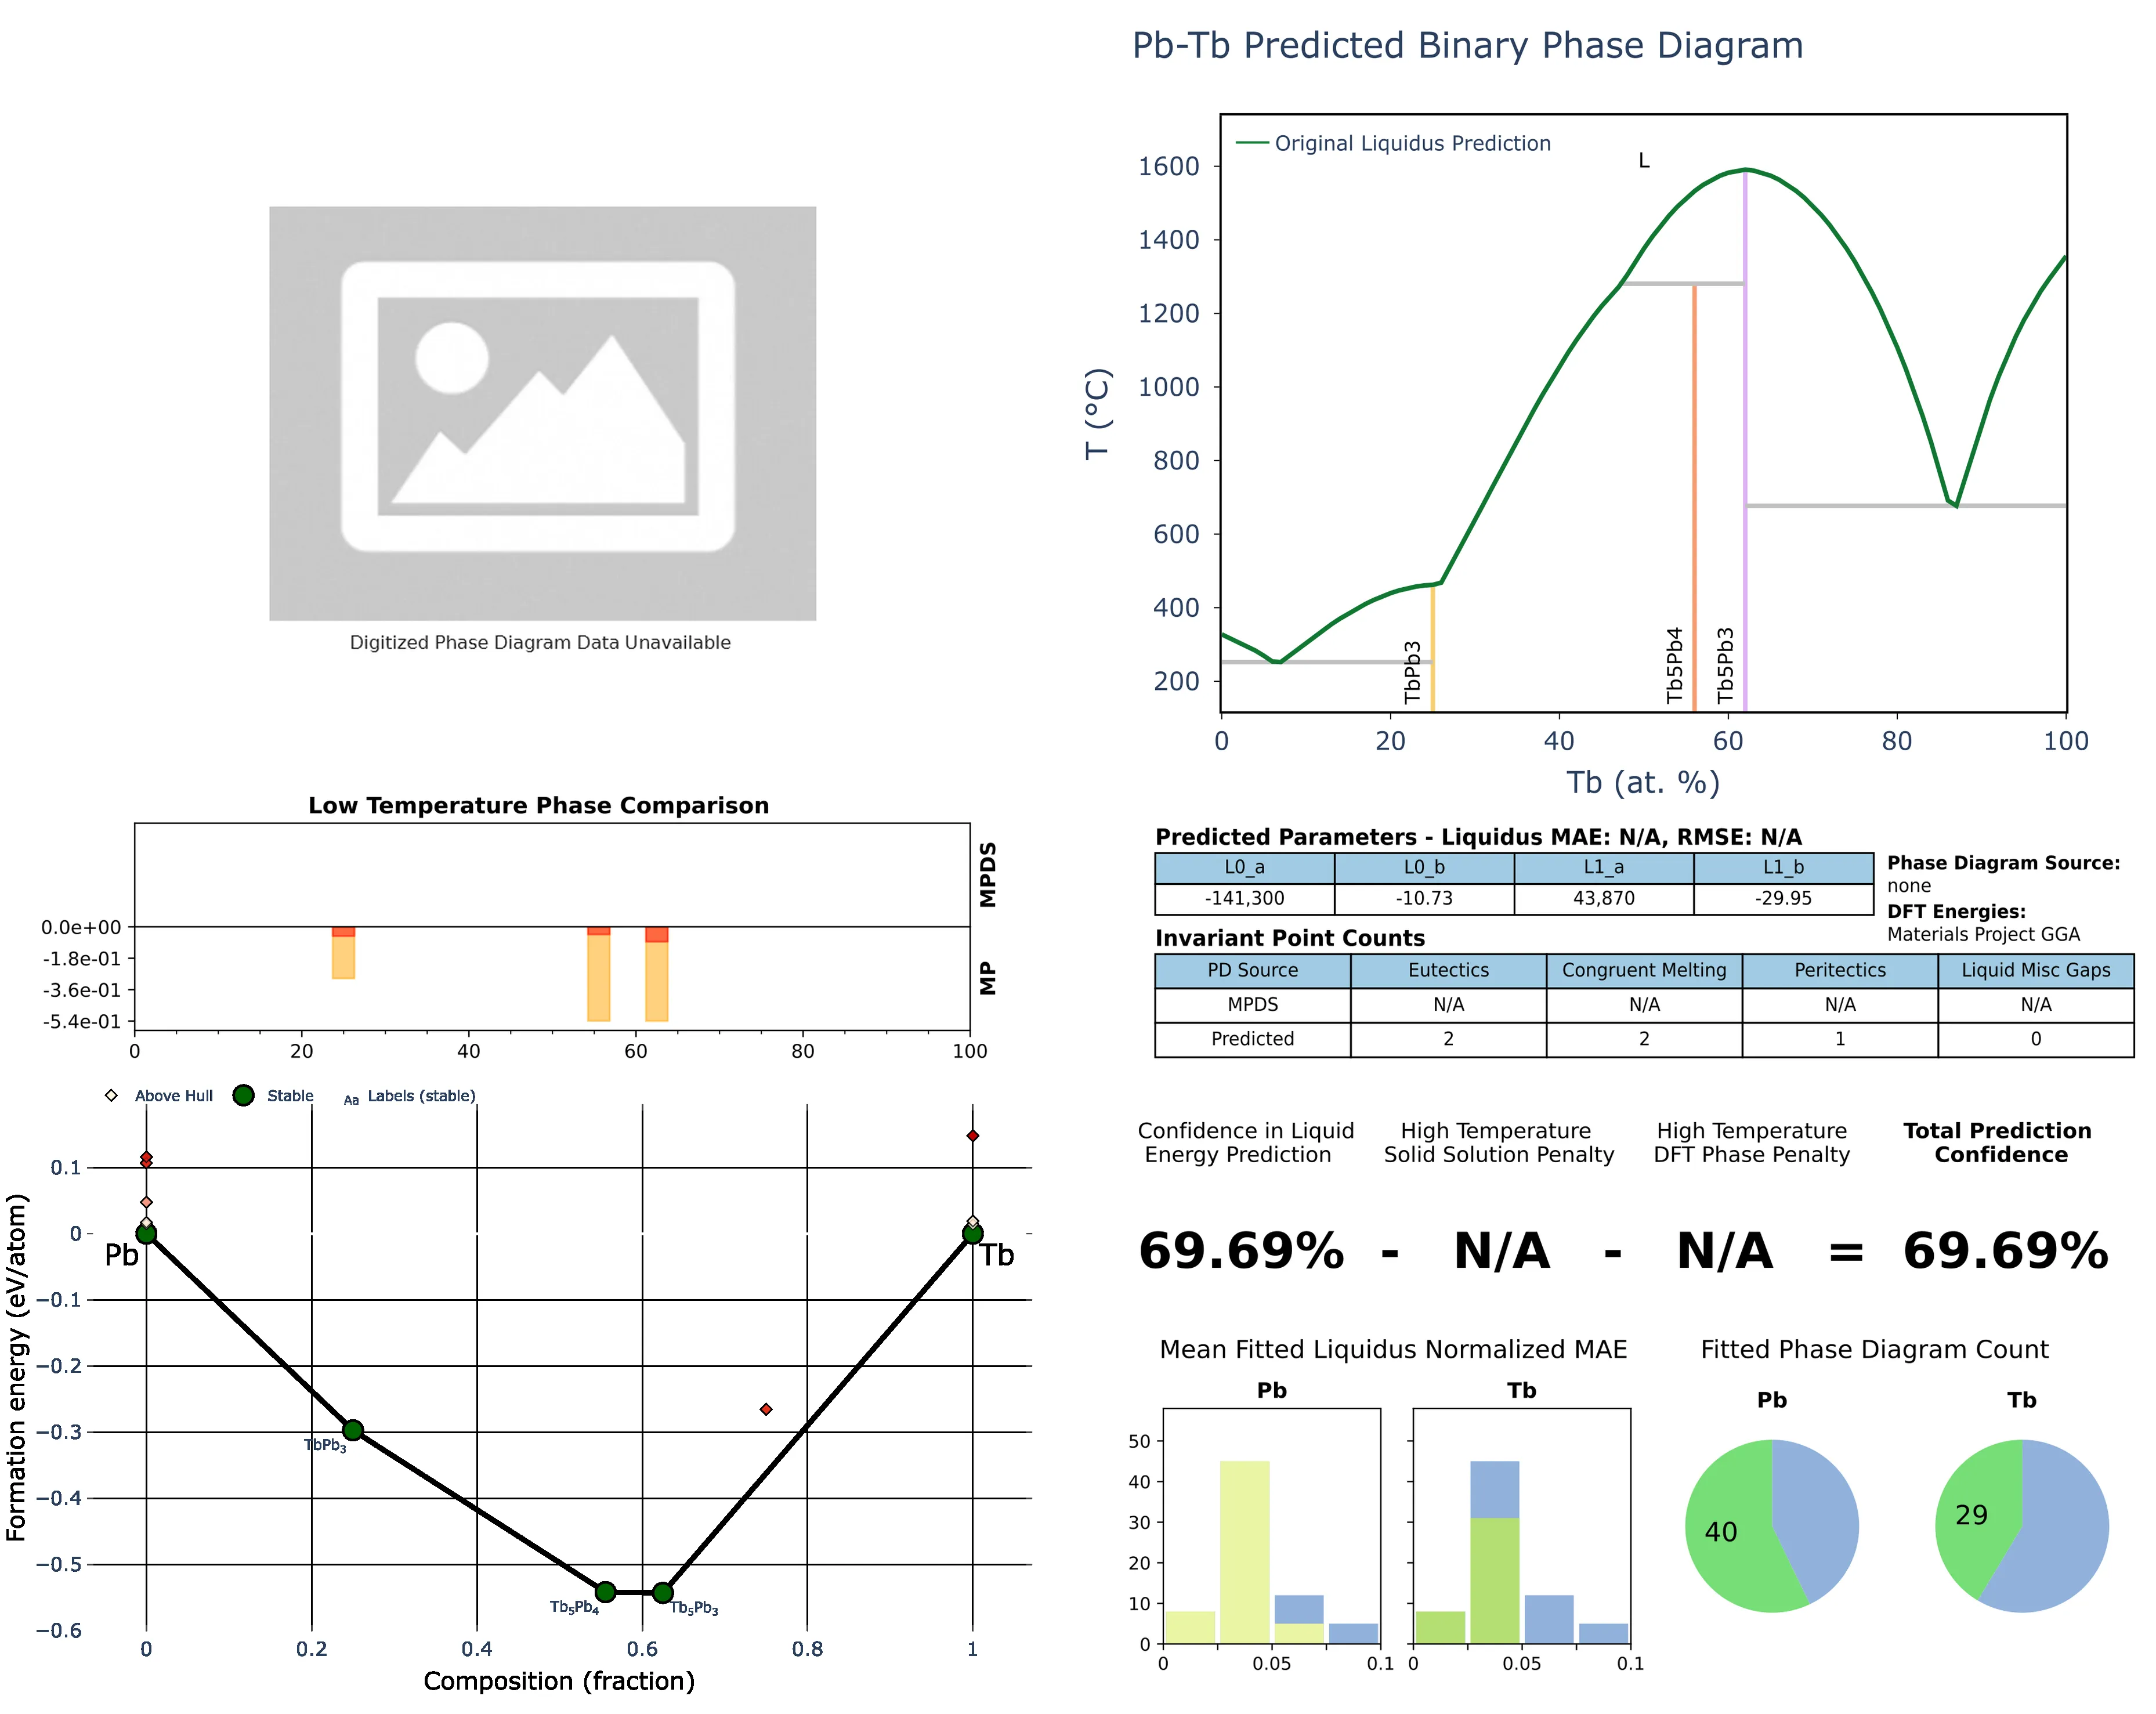 Pb-Tb Predicted Binary Phase Diagram
Original Liquidus Prediction
L
1600
1400
1200
1000
800
600
400
200
T (°C)
TbPb3
Tb5Pb4
Tb5Pb3
0 20 40 60 80 100
Tb (at. %)
Digitized Phase Diagram Data Unavailable
Low Temperature Phase Comparison
MPDS
MP
0.0e+00
-1.8e-01
-3.6e-01
-5.4e-01
0 20 40 60 80 100
Predicted Parameters - Liquidus MAE: N/A, RMSE: N/A
L0_a L0_b L1_a L1_b
-141,300 -10.73 43,870 -29.95
Phase Diagram Source:
none
DFT Energies:
Materials Project GGA
Invariant Point Counts
PD Source Eutectics Congruent Melting Peritectics Liquid Misc Gaps
MPDS N/A N/A N/A N/A
Predicted 2 2 1 0
Above Hull Stable Aa Labels (stable)
0.1
0
−0.1
−0.2
−0.3
−0.4
−0.5
−0.6
Formation energy (eV/atom)
Pb
Tb
TbPb3
Tb5Pb4
Tb5Pb3
0 0.2 0.4 0.6 0.8 1
Composition (fraction)
Confidence in Liquid
Energy Prediction
High Temperature
Solid Solution Penalty
High Temperature
DFT Phase Penalty
Total Prediction
Confidence
69.69% - N/A - N/A = 69.69%
Mean Fitted Liquidus Normalized MAE
Pb
Tb
50
40
30
20
10
0
0 0.05 0.1
0 0.05 0.1
Fitted Phase Diagram Count
Pb
Tb
40
29